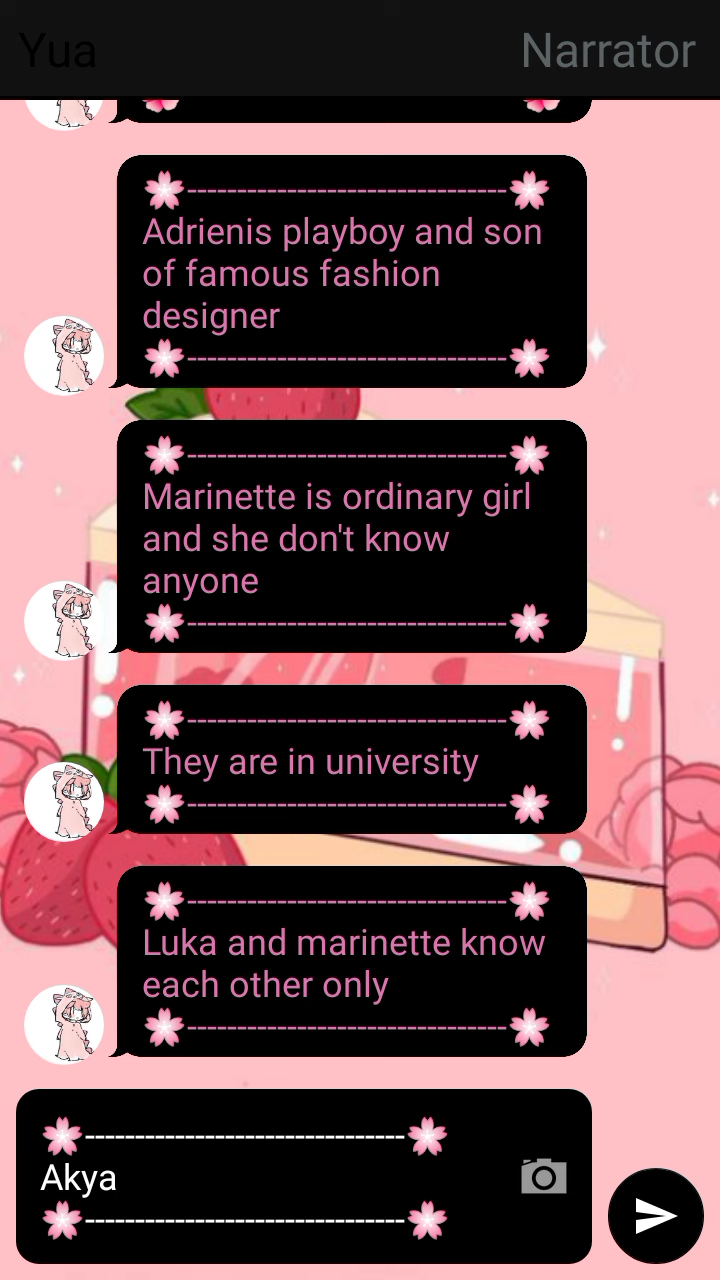 Yua
Narrator
🌸--------------------------------🌸
Adrienis playboy and son
of famous fashion
designer
🌸--------------------------------🌸
🌸--------------------------------🌸
Marinette is ordinary girl
and she don't know
anyone
🌸--------------------------------🌸
🌸--------------------------------🌸
They are in university
🌸--------------------------------🌸
🌸--------------------------------🌸
Luka and marinette know
each other only
🌸--------------------------------🌸
🌸--------------------------------🌸
Akya
🌸--------------------------------🌸